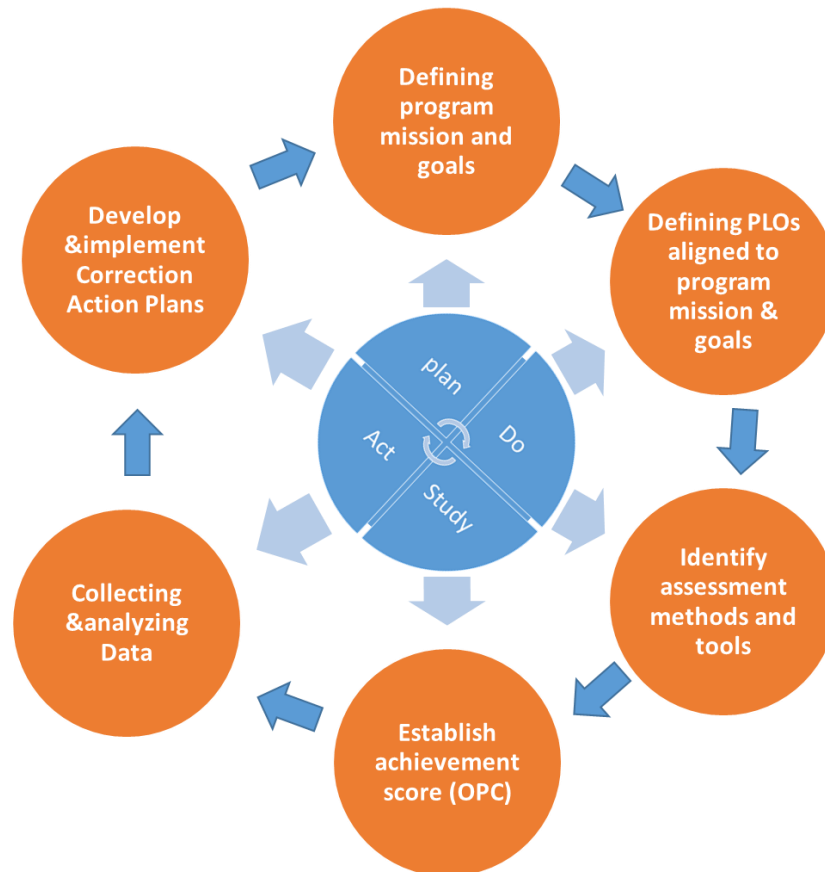 Defining
program
mission and
goals
Defining PLOs
aligned to
program
mission &
goals
Identify
assessment
methods and
tools
Establish
achievement
score (OPC)
Collecting
&analyzing
Data
Develop
&implement
Correction
Action Plans
plan
Do
Study
Act